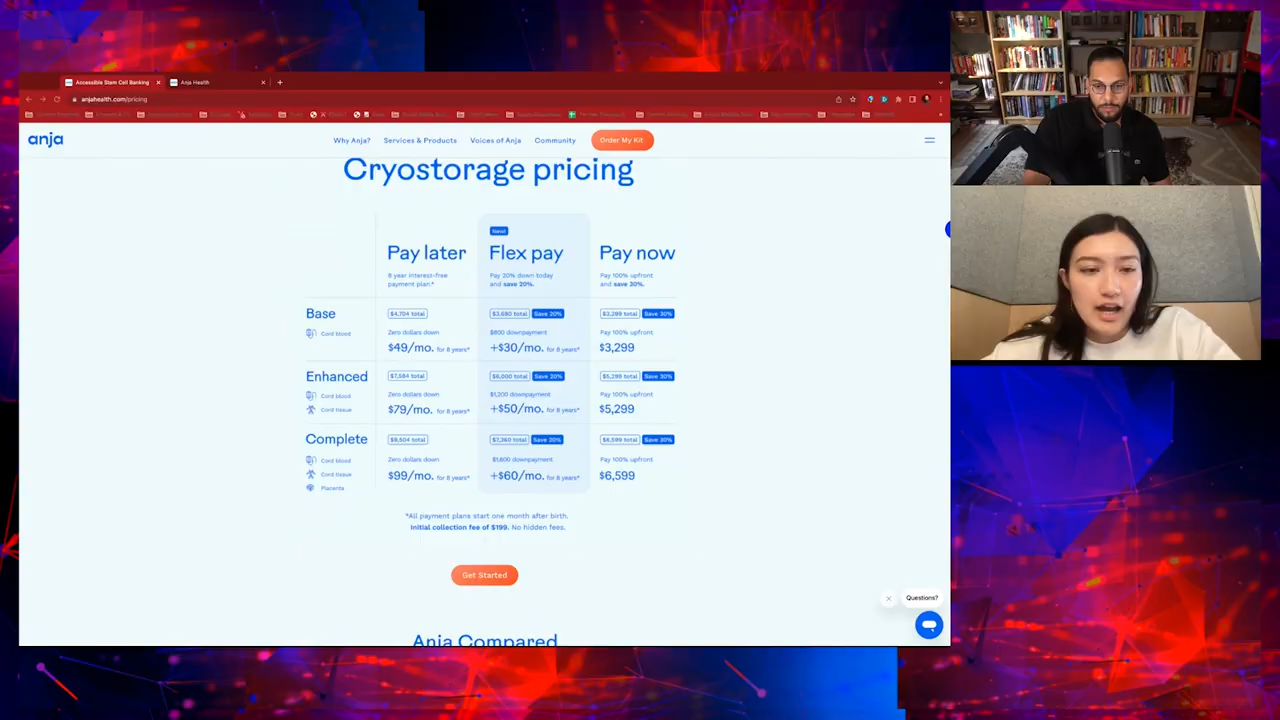 Accessible Stem Cell Banking
Anja Health
anjahealth.com/pricing
anja
Why Anja?
Services & Products
Voices of Anja
Community
Order My Kit
Cryostorage pricing
Pay later
8 year interest-free
payment plan.*
New!
Flex pay
Pay 20% down today
and save 20%.
Pay now
Pay 100% upfront
and save 30%.
Base
Cord blood
$4,704 total
Zero dollars down
$49/mo. for 8 years*
$3,680 total Save 20%
$800 downpayment
+$30/mo. for 8 years*
$3,299 total Save 30%
Pay 100% upfront
$3,299
Enhanced
Cord blood
Cord tissue
$7,584 total
Zero dollars down
$79/mo. for 8 years*
$6,000 total Save 20%
$1,200 downpayment
+$50/mo. for 8 years*
$5,299 total Save 30%
Pay 100% upfront
$5,299
Complete
Cord blood
Cord tissue
Placenta
$9,504 total
Zero dollars down
$99/mo. for 8 years*
$7,360 total Save 20%
$1,600 downpayment
+$60/mo. for 8 years*
$6,599 total Save 30%
Pay 100% upfront
$6,599
*All payment plans start one month after birth.
Initial collection fee of $199. No hidden fees.
Get Started
Questions?
Anja Compared